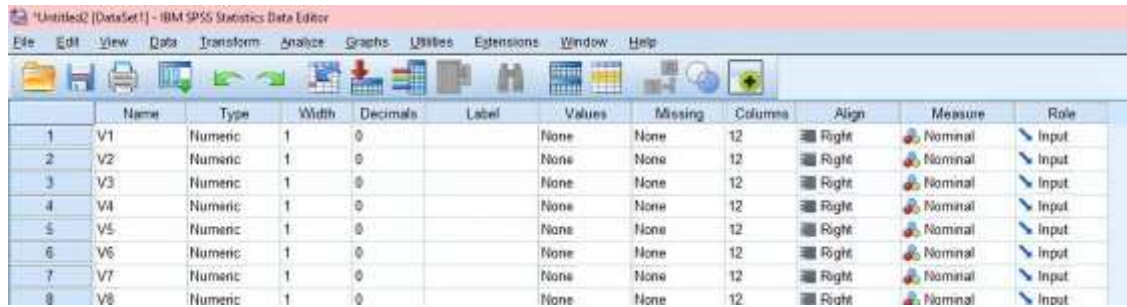 *Untitled2 [DataSet1] - IBM SPSS Statistics Data Editor
File Edit View Data Transform Analyze Graphs Utilities Extensions Window Help
Name Type Width Decimals Label Values Missing Columns Align Measure Role
1 V1 Numeric 1 0 None None 12 Right Nominal Input
2 V2 Numeric 1 0 None None 12 Right Nominal Input
3 V3 Numeric 1 0 None None 12 Right Nominal Input
4 V4 Numeric 1 0 None None 12 Right Nominal Input
5 V5 Numeric 1 0 None None 12 Right Nominal Input
6 V6 Numeric 1 0 None None 12 Right Nominal Input
7 V7 Numeric 1 0 None None 12 Right Nominal Input
8 V8 Numeric 1 0 None None 12 Right Nominal Input